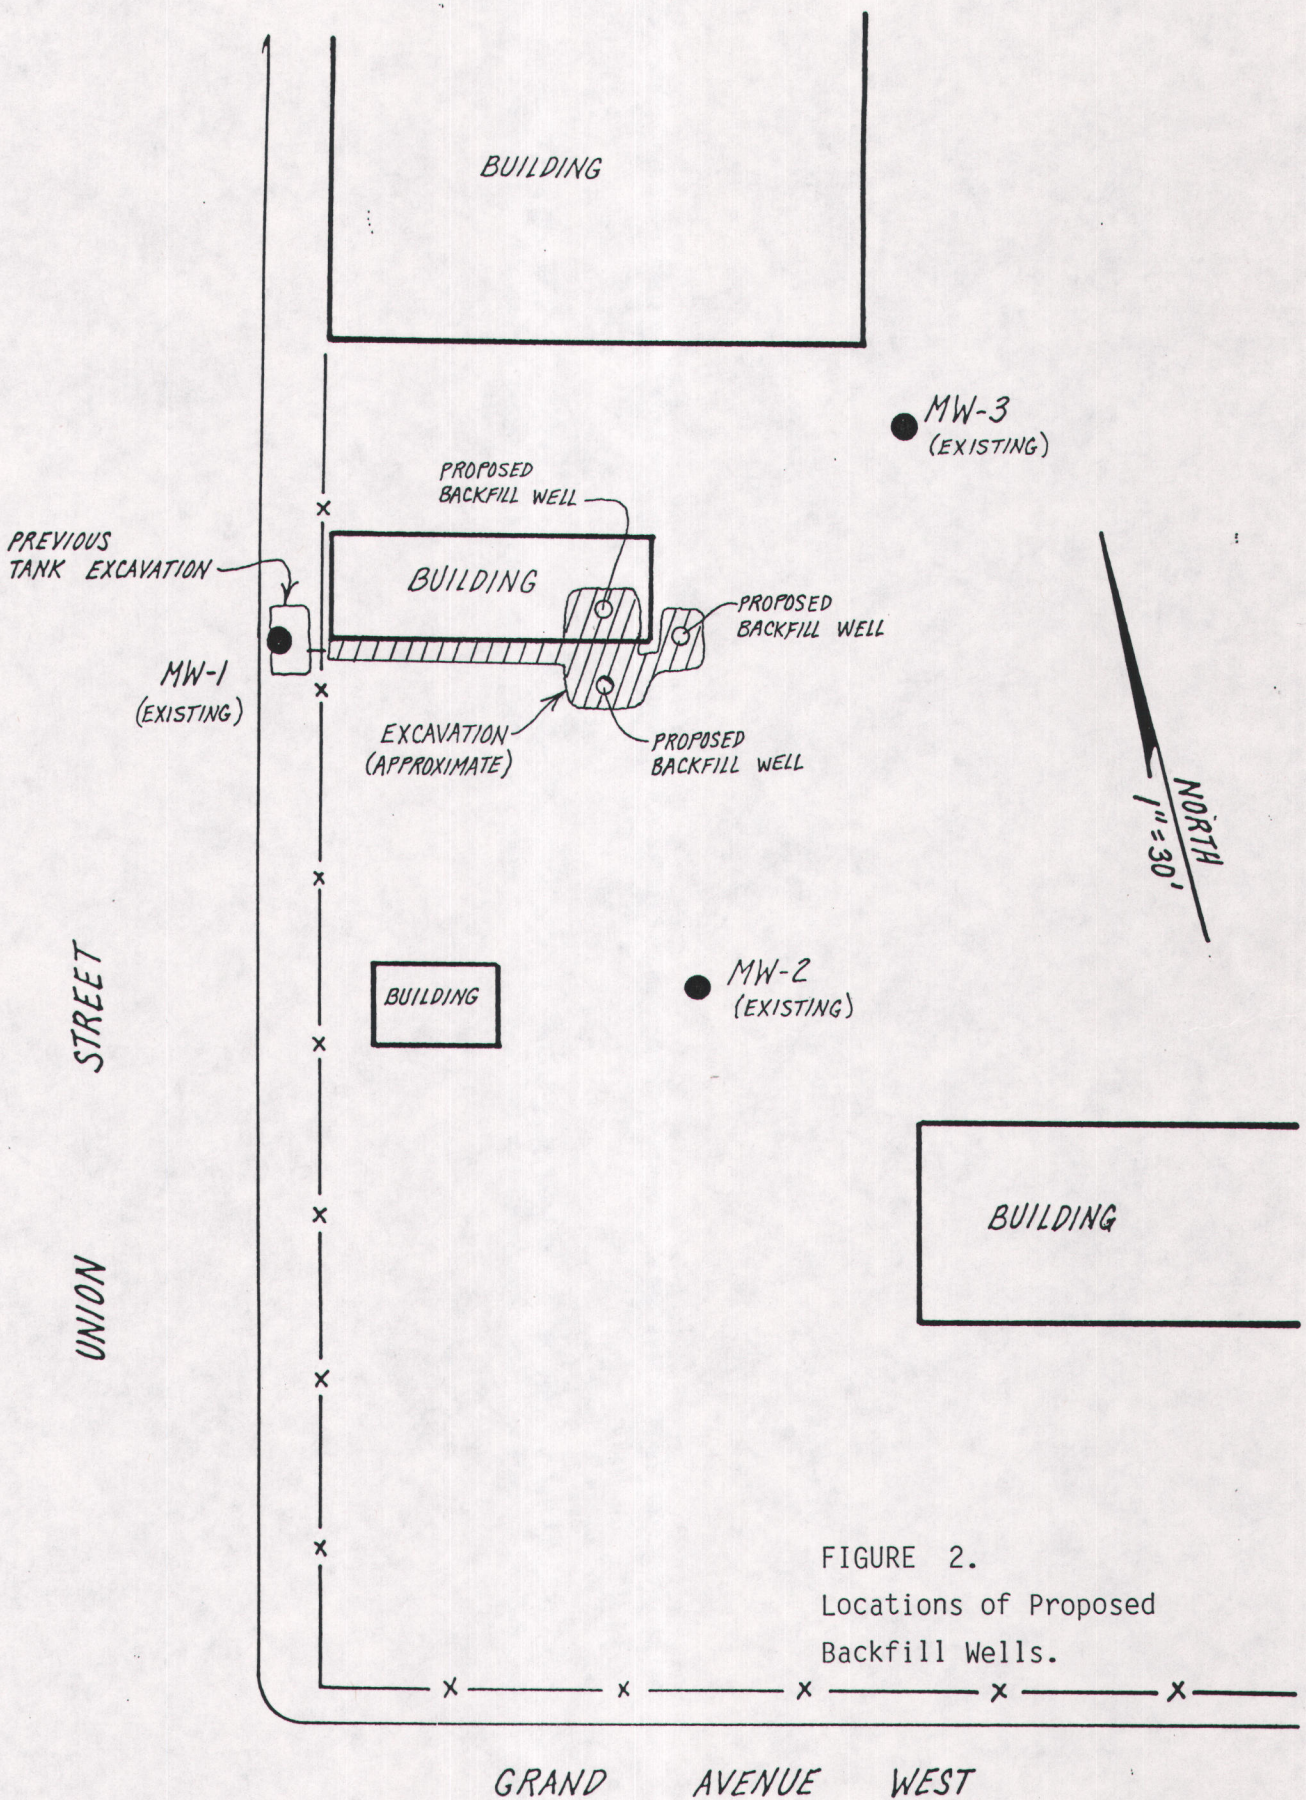 BUILDING
MW-3
(EXISTING)
PROPOSED
BACKFILL WELL
PREVIOUS
TANK EXCAVATION
BUILDING
PROPOSED
BACKFILL WELL
MW-1
(EXISTING)
EXCAVATION
(APPROXIMATE)
PROPOSED
BACKFILL WELL
NORTH
1"=30'
MW-2
(EXISTING)
BUILDING
UNION STREET
BUILDING
FIGURE 2.
Locations of Proposed
Backfill Wells.
GRAND AVENUE WEST